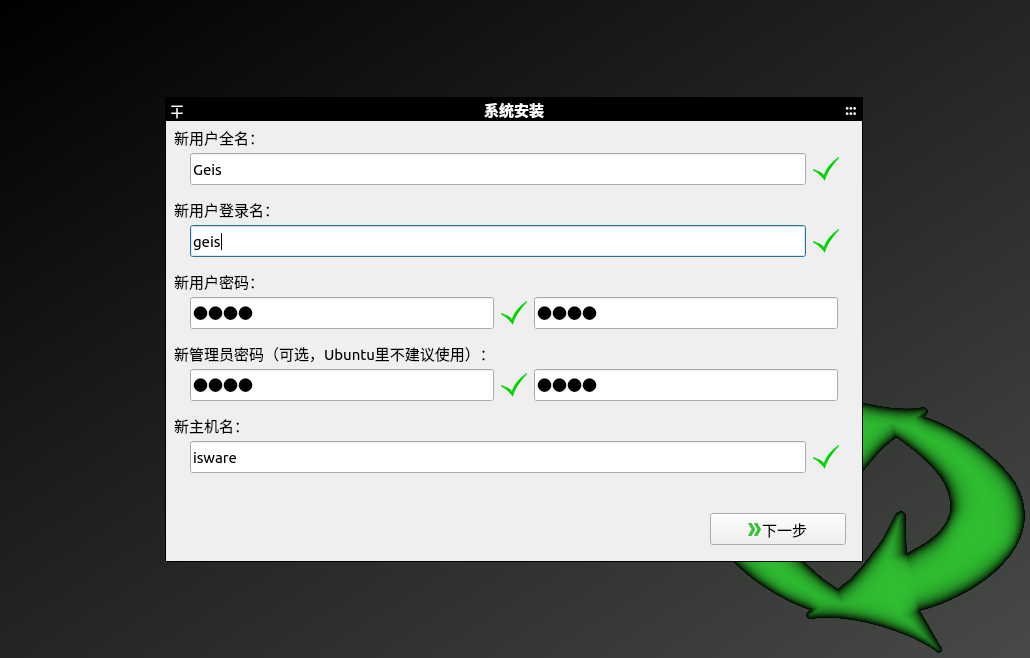 系统安装
新用户全名：
Geis
新用户登录名：
geis
新用户密码：
●●●● ●●●●
新管理员密码（可选，Ubuntu里不建议使用）：
●●●● ●●●●
新主机名：
isware
下一步